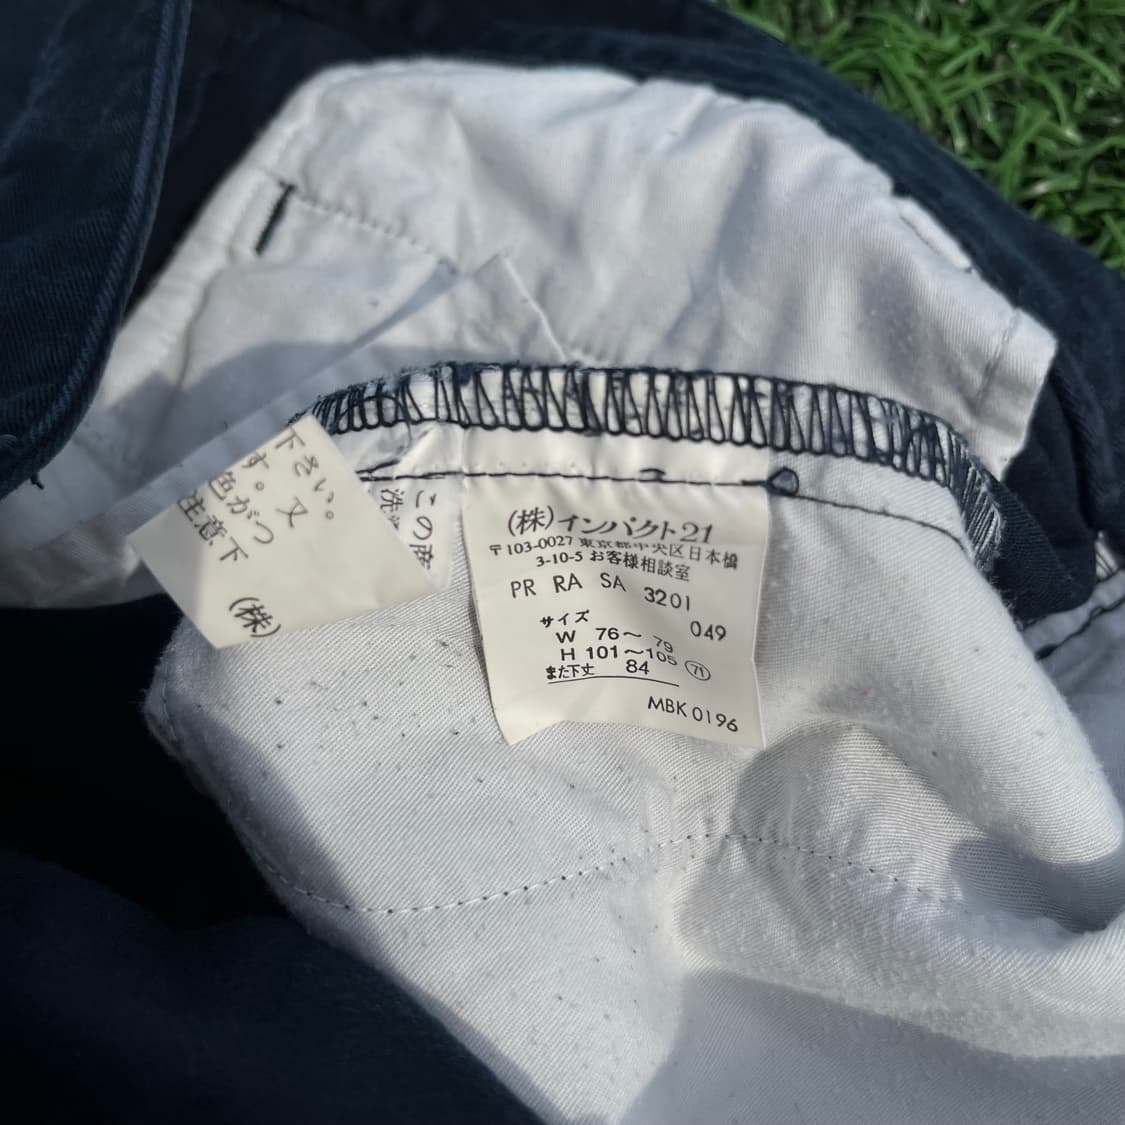 下さい。
す。又
色がつ
注意下
(株)
この商
洗
(株)インパクト21
〒103-0027 東京都中央区日本橋
3-10-5 お客様相談室
PR RA SA 3201
049
サイズ
W 76〜79
H 101〜105
また下丈 84 71
MBK0196